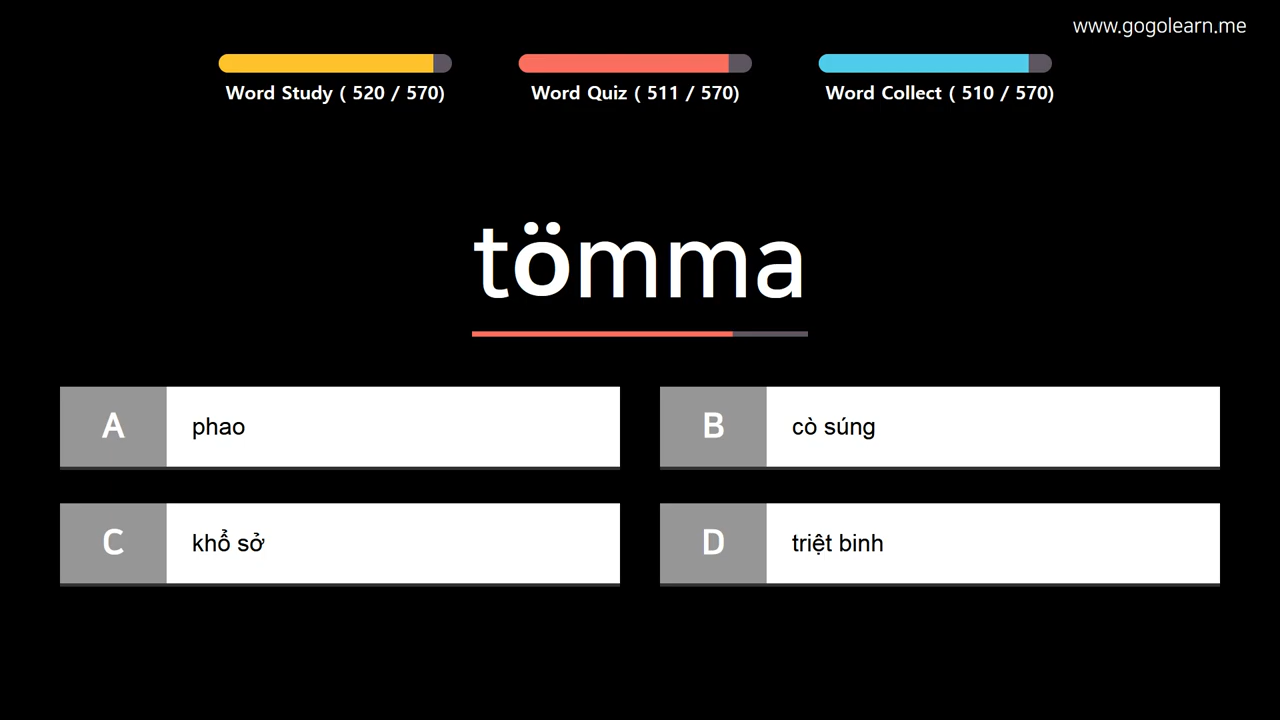 www.gogolearn.me
Word Study ( 520 / 570)
Word Quiz ( 511 / 570)
Word Collect ( 510 / 570)
tömma
A phao
B cò súng
C khổ sở
D triệt binh